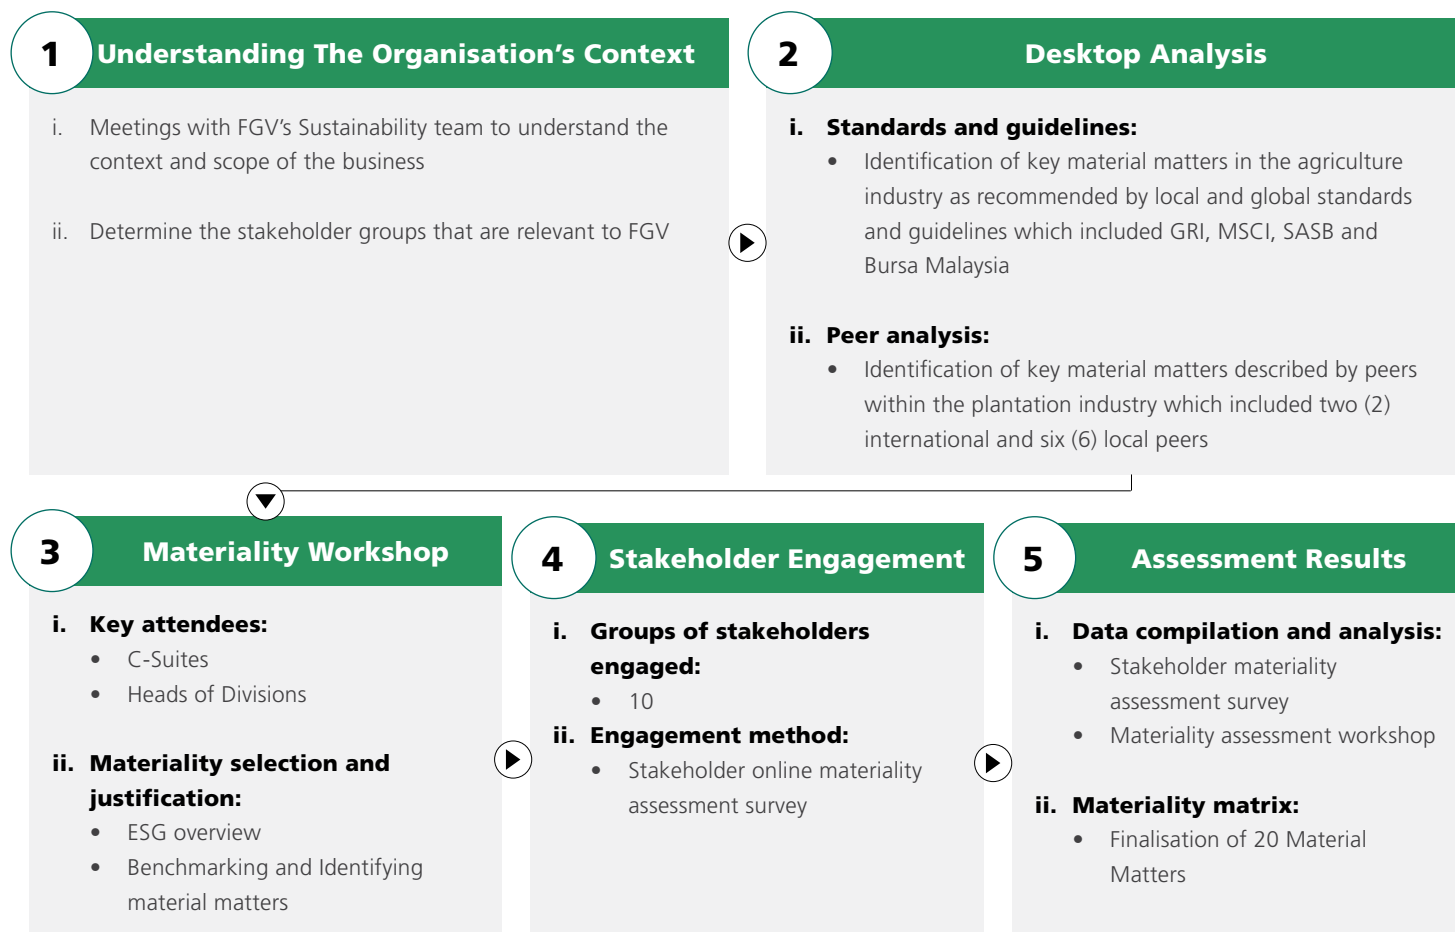 1 Understanding The Organisation’s Context
i. Meetings with FGV’s Sustainability team to understand the
context and scope of the business
ii. Determine the stakeholder groups that are relevant to FGV
2 Desktop Analysis
i. Standards and guidelines:
• Identification of key material matters in the agriculture
industry as recommended by local and global standards
and guidelines which included GRI, MSCI, SASB and
Bursa Malaysia
ii. Peer analysis:
• Identification of key material matters described by peers
within the plantation industry which included two (2)
international and six (6) local peers
3 Materiality Workshop
i. Key attendees:
• C-Suites
• Heads of Divisions
ii. Materiality selection and
justification:
• ESG overview
• Benchmarking and Identifying
material matters
4 Stakeholder Engagement
i. Groups of stakeholders
engaged:
• 10
ii. Engagement method:
• Stakeholder online materiality
assessment survey
5 Assessment Results
i. Data compilation and analysis:
• Stakeholder materiality
assessment survey
• Materiality assessment workshop
ii. Materiality matrix:
• Finalisation of 20 Material
Matters